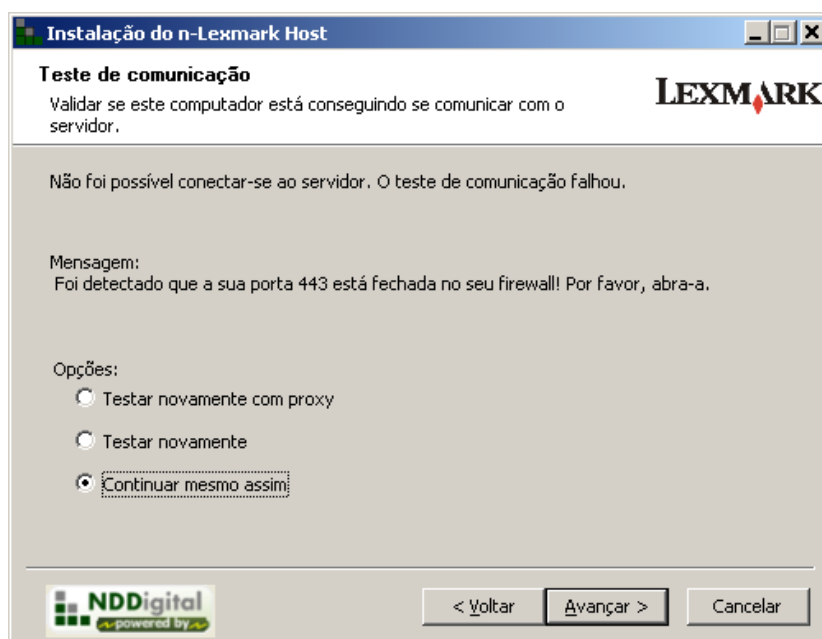 Instalação do n-Lexmark Host
Teste de comunicação
Validar se este computador está conseguindo se comunicar com o
servidor.
LEXMARK
Não foi possível conectar-se ao servidor. O teste de comunicação falhou.
Mensagem:
Foi detectado que a sua porta 443 está fechada no seu firewall! Por favor, abra-a.
Opções:
Testar novamente com proxy
Testar novamente
Continuar mesmo assim
NDDigital
powered by
< Voltar
Avançar >
Cancelar